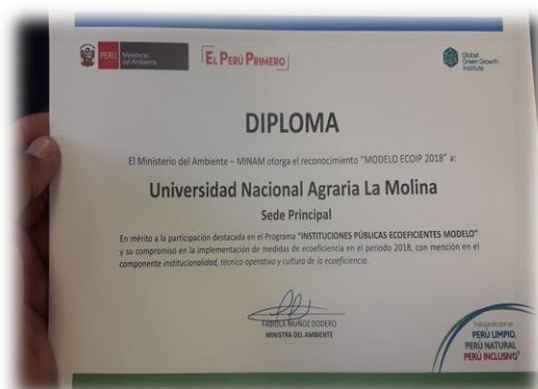 PERÚ
Ministerio
del Ambiente
EL PERÚ PRIMERO
Global
Green Growth
Institute
DIPLOMA
El Ministerio del Ambiente – MINAM otorga el reconocimiento "MODELO ECOIP 2018" a:
Universidad Nacional Agraria La Molina
Sede Principal
En mérito a la participación destacada en el Programa "INSTITUCIONES PÚBLICAS ECOEFICIENTES MODELO"
y su compromiso en la implementación de medidas de ecoeficiencia en el periodo 2018, con mención en el
componente institucionalidad, técnico operativo y cultura de la ecoeficiencia.
FABIOLA MUÑOZ DODERO
MINISTRA DEL AMBIENTE
Trabajando por un
PERÚ LIMPIO,
PERÚ NATURAL
PERÚ INCLUSIVO